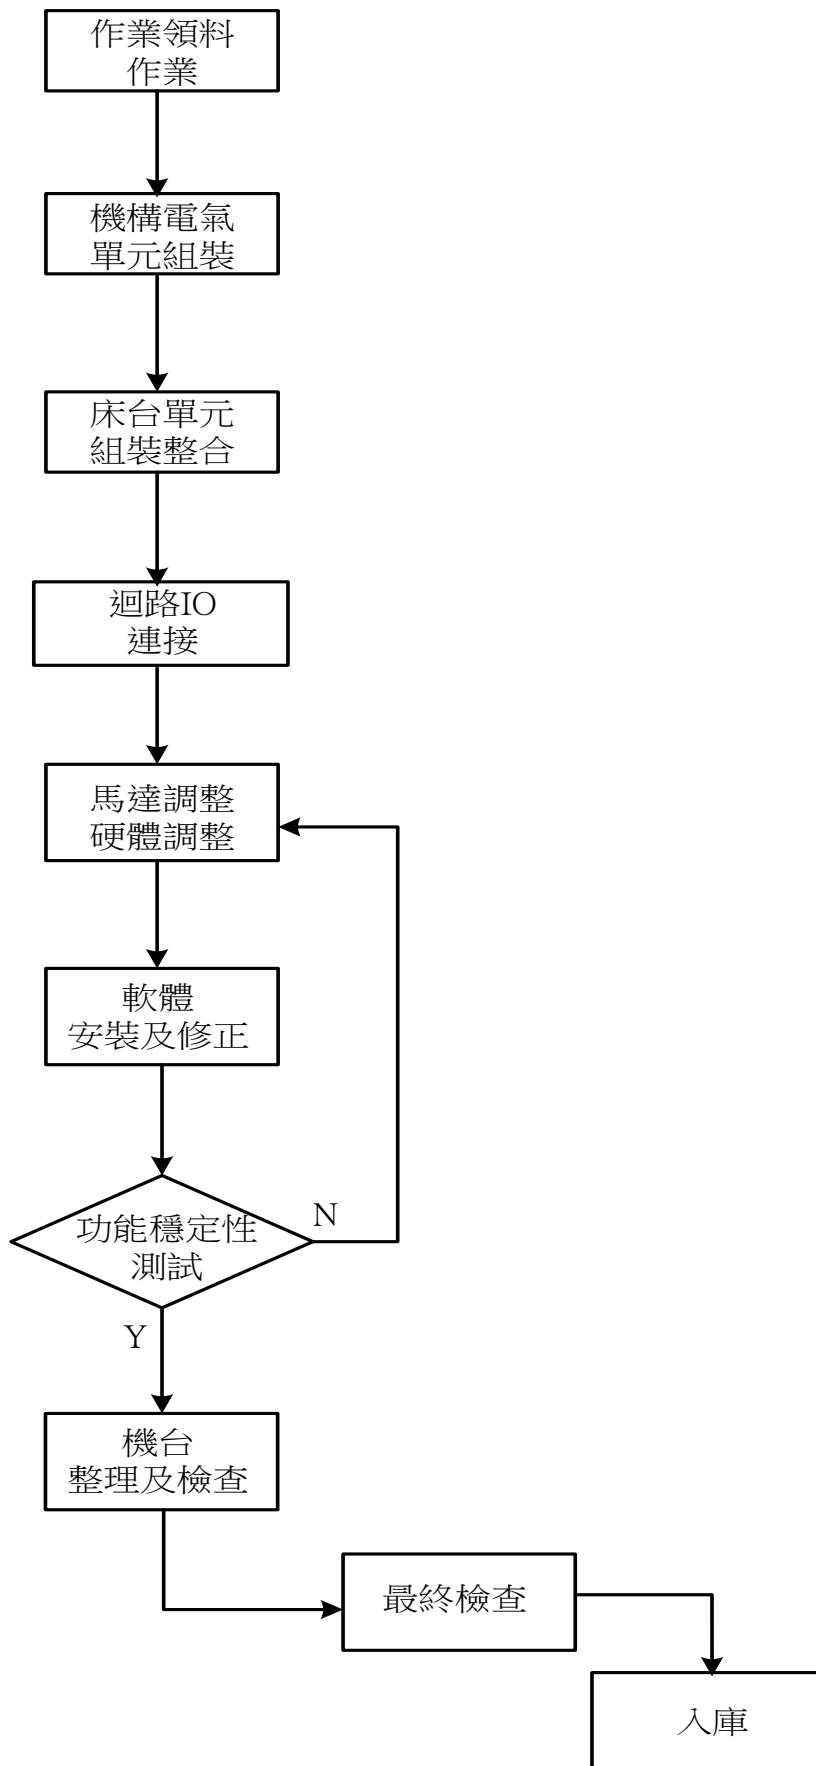 作業領料
作業
機構電氣
單元組裝
床台單元
組裝整合
迴路IO
連接
馬達調整
硬體調整
軟體
安裝及修正
功能穩定性
測試
N
Y
機台
整理及檢查
最終檢查
入庫